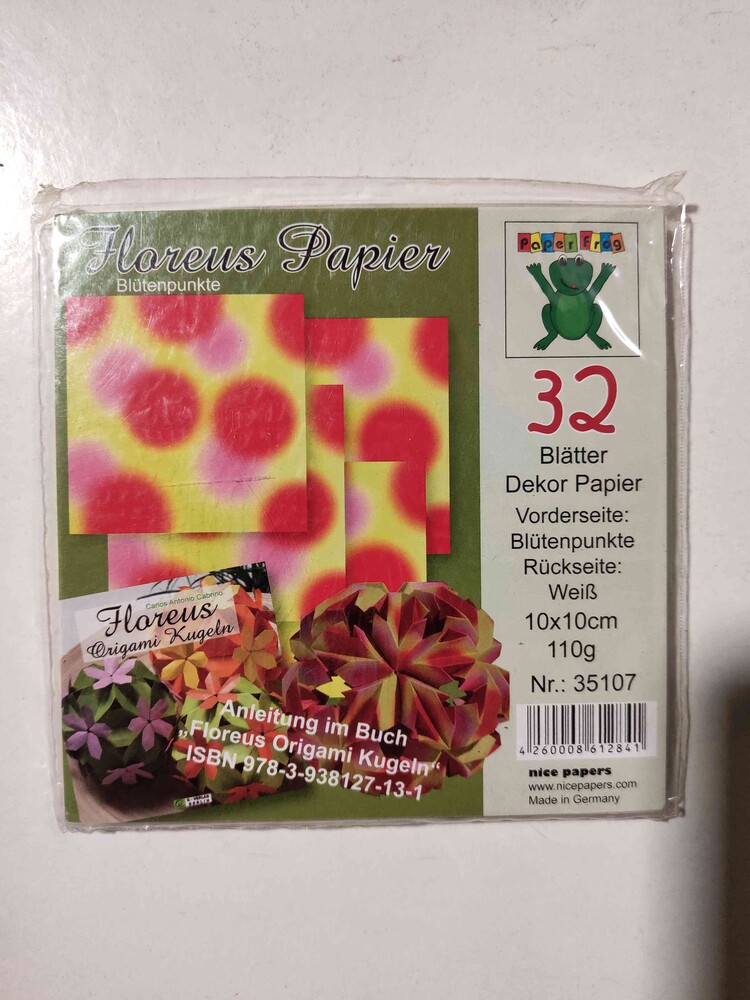 Floreus Papier
Blütenpunkte
Paper Frog
32
Blätter
Dekor Papier
Vorderseite:
Blütenpunkte
Rückseite:
Weiß
10x10cm
110g
Nr.: 35107
4 260008 612841
nice papers
www.nicepapers.com
Made in Germany
Carlos Antonio Cabrino
Floreus
Origami Kugeln
Anleitung im Buch
„Floreus Origami Kugeln“
ISBN 978-3-938127-13-1